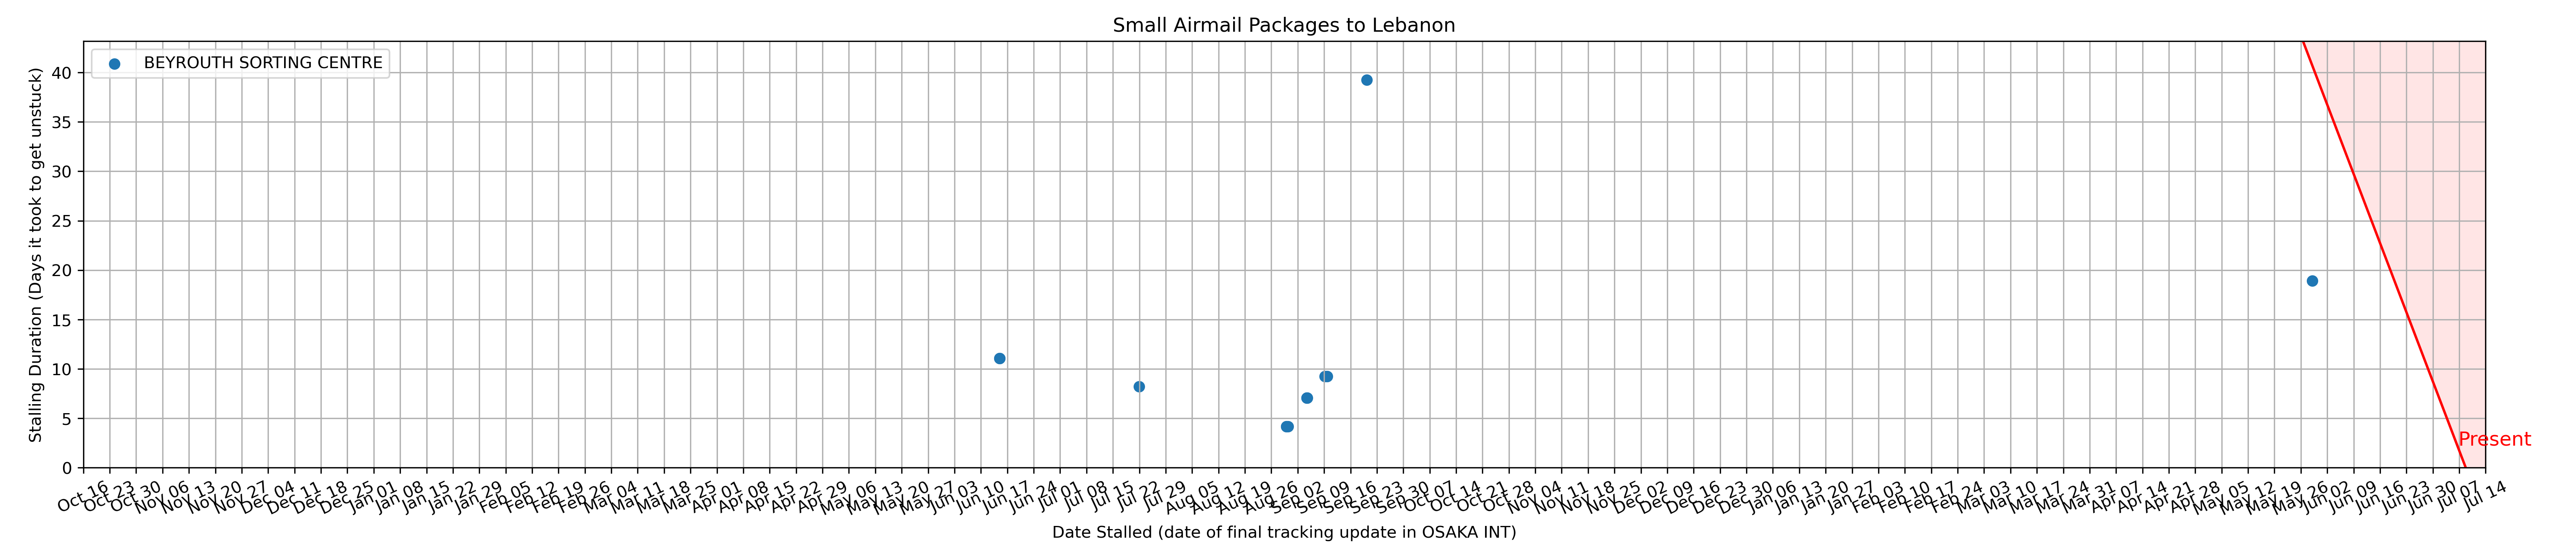 Small Airmail Packages to Lebanon
BEYROUTH SORTING CENTRE
Stalling Duration (Days it took to get unstuck)
40
35
30
25
20
15
10
5
0
Present
Oct 16 Oct 23 Oct 30 Nov 06 Nov 13 Nov 20 Nov 27 Dec 04 Dec 11 Dec 18 Dec 25 Jan 01 Jan 08 Jan 15 Jan 22 Jan 29 Feb 05 Feb 12 Feb 19 Feb 26 Mar 04 Mar 11 Mar 18 Mar 25 Apr 01 Apr 08 Apr 15 Apr 22 Apr 29 May 06 May 13 May 20 May 27 Jun 03 Jun 10 Jun 17 Jun 24 Jul 01 Jul 08 Jul 15 Jul 22 Jul 29 Aug 05 Aug 12 Aug 19 Aug 26 Sep 02 Sep 09 Sep 16 Sep 23 Sep 30 Oct 07 Oct 14 Oct 21 Oct 28 Nov 04 Nov 11 Nov 18 Nov 25 Dec 02 Dec 09 Dec 16 Dec 23 Dec 30 Jan 06 Jan 13 Jan 20 Jan 27 Feb 03 Feb 10 Feb 17 Feb 24 Mar 03 Mar 10 Mar 17 Mar 24 Mar 31 Apr 07 Apr 14 Apr 21 Apr 28 May 05 May 12 May 19 May 26 Jun 02 Jun 09 Jun 16 Jun 23 Jun 30 Jul 07 Jul 14
Date Stalled (date of final tracking update in OSAKA INT)